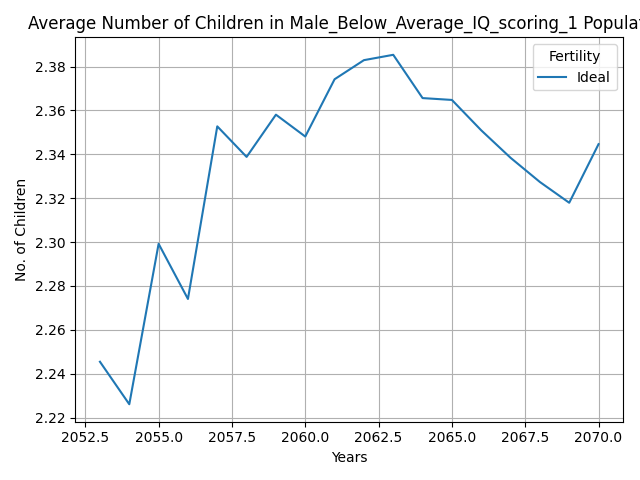 Average Number of Children in Male_Below_Average_IQ_scoring_1
Fertility
Ideal
No. of Children
2.38
2.36
2.34
2.32
2.30
2.28
2.26
2.24
2.22
2052.5 2055.0 2057.5 2060.0 2062.5 2065.0 2067.5 2070.0
Years